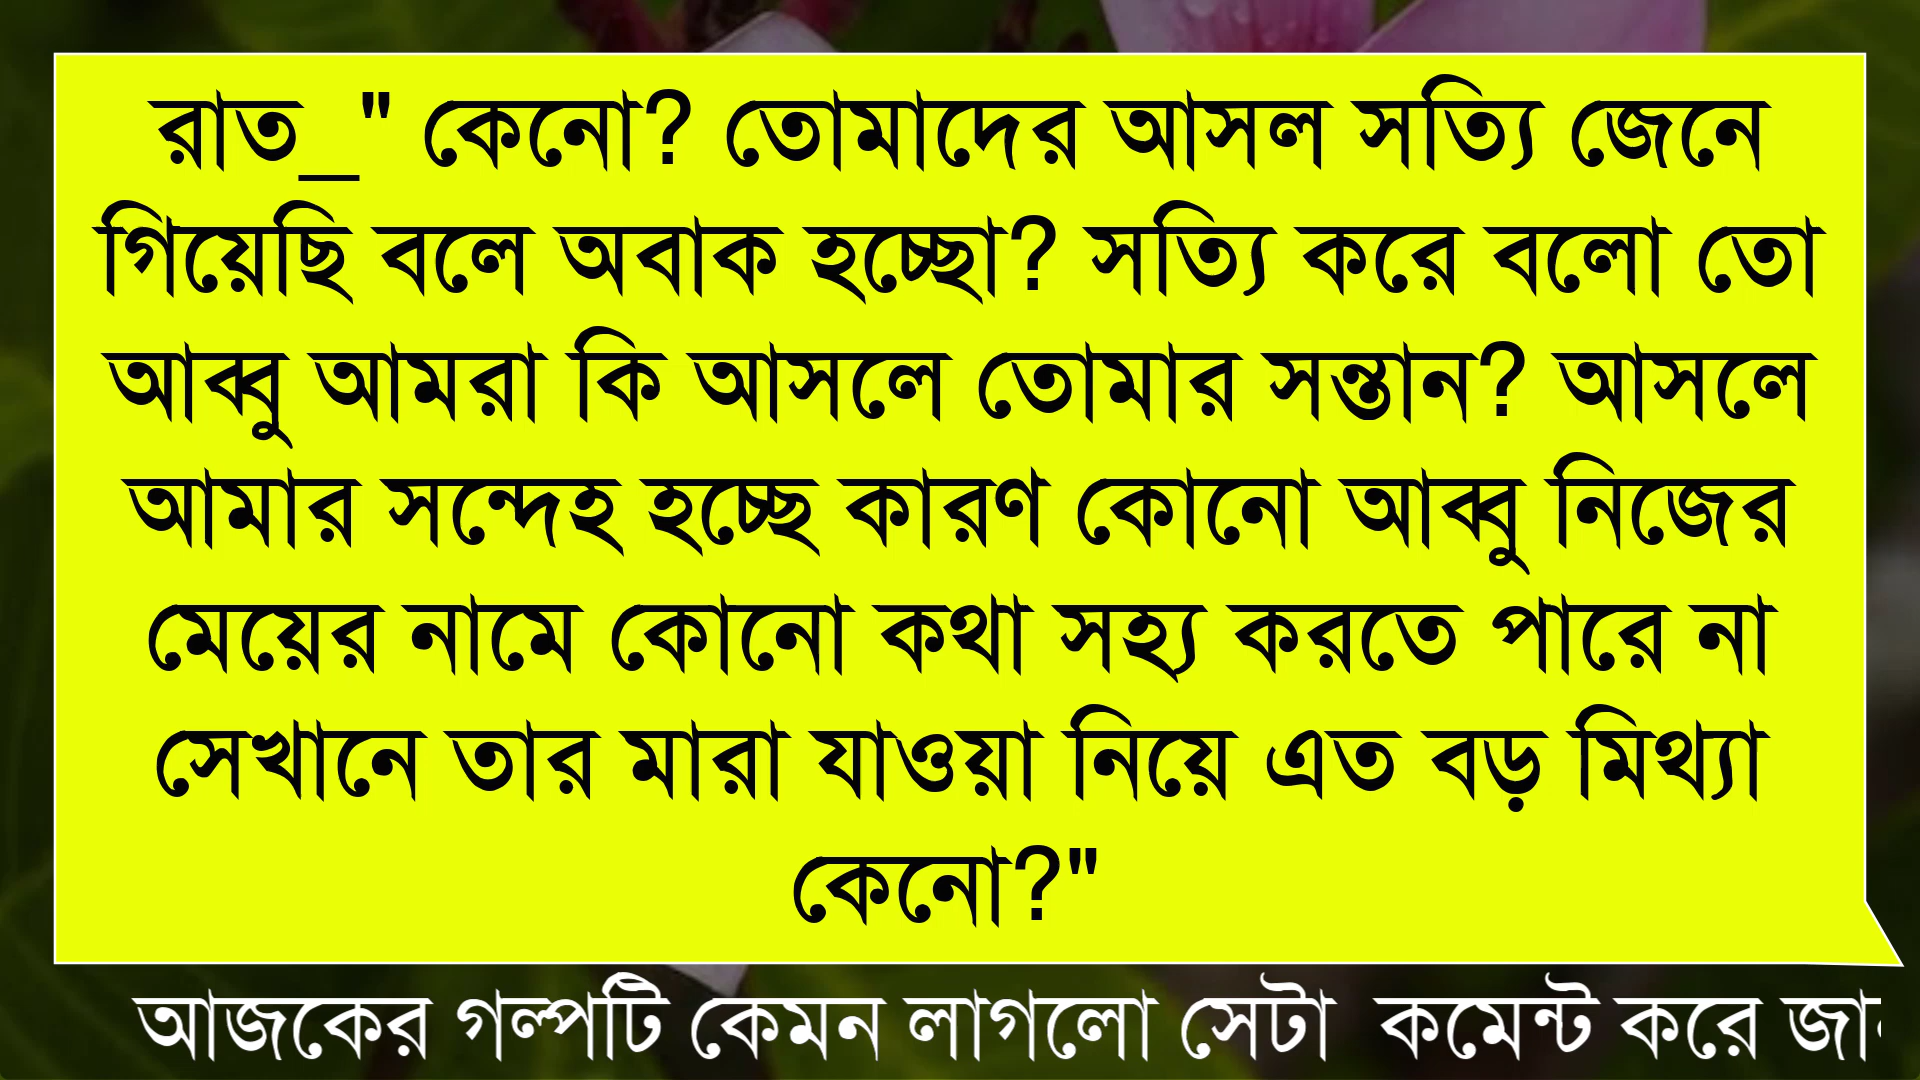 রাত_" কেনো? তোমাদের আসল সত্যি জেনে
গিয়েছি বলে অবাক হচ্ছো? সত্যি করে বলো তো
আব্বু আমরা কি আসলে তোমার সন্তান? আসলে
আমার সন্দেহ হচ্ছে কারণ কোনো আব্বু নিজের
মেয়ের নামে কোনো কথা সহ্য করতে পারে না
সেখানে তার মারা যাওয়া নিয়ে এত বড় মিথ্যা
কেনো?"
আজকের গল্পটি কেমন লাগলো সেটা কমেন্ট করে